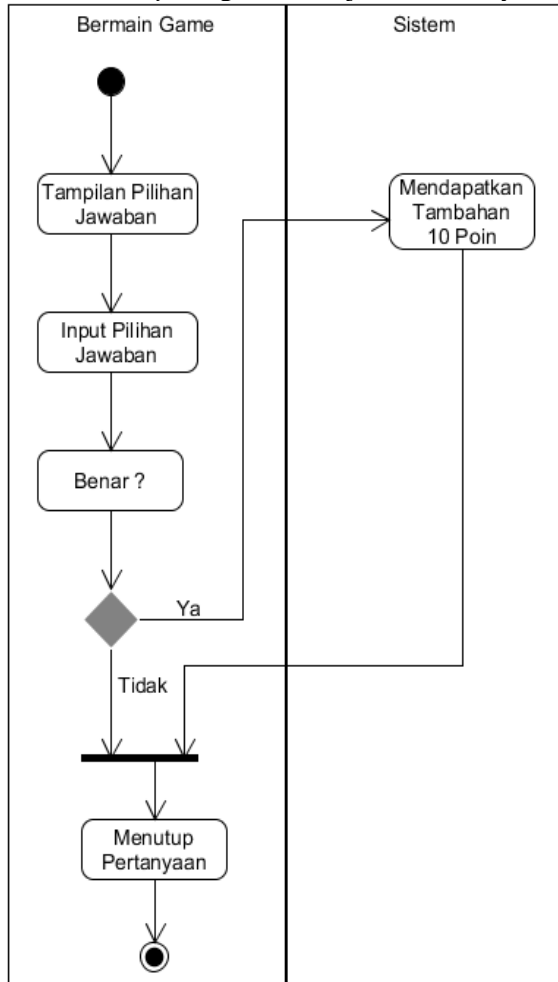 Bermain Game
Sistem
Tampilan Pilihan
Jawaban
Mendapatkan
Tambahan
10 Poin
Input Pilihan
Jawaban
Benar ?
Ya
Tidak
Menutup
Pertanyaan